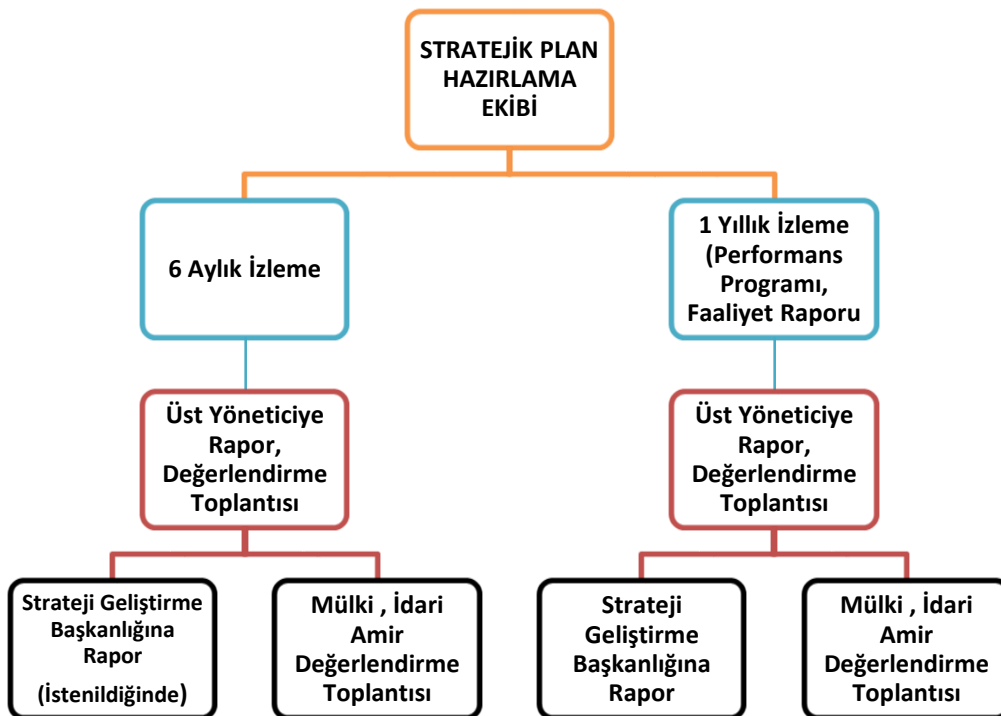 STRATEJİK PLAN
HAZIRLAMA
EKİBİ
6 Aylık İzleme
1 Yıllık İzleme
(Performans
Programı,
Faaliyet Raporu
Üst Yöneticiye
Rapor,
Değerlendirme
Toplantısı
Üst Yöneticiye
Rapor,
Değerlendirme
Toplantısı
Strateji Geliştirme
Başkanlığına
Rapor
(İstenildiğinde)
Mülki , İdari
Amir
Değerlendirme
Toplantısı
Strateji
Geliştirme
Başkanlığına
Rapor
Mülki , İdari
Amir
Değerlendirme
Toplantısı